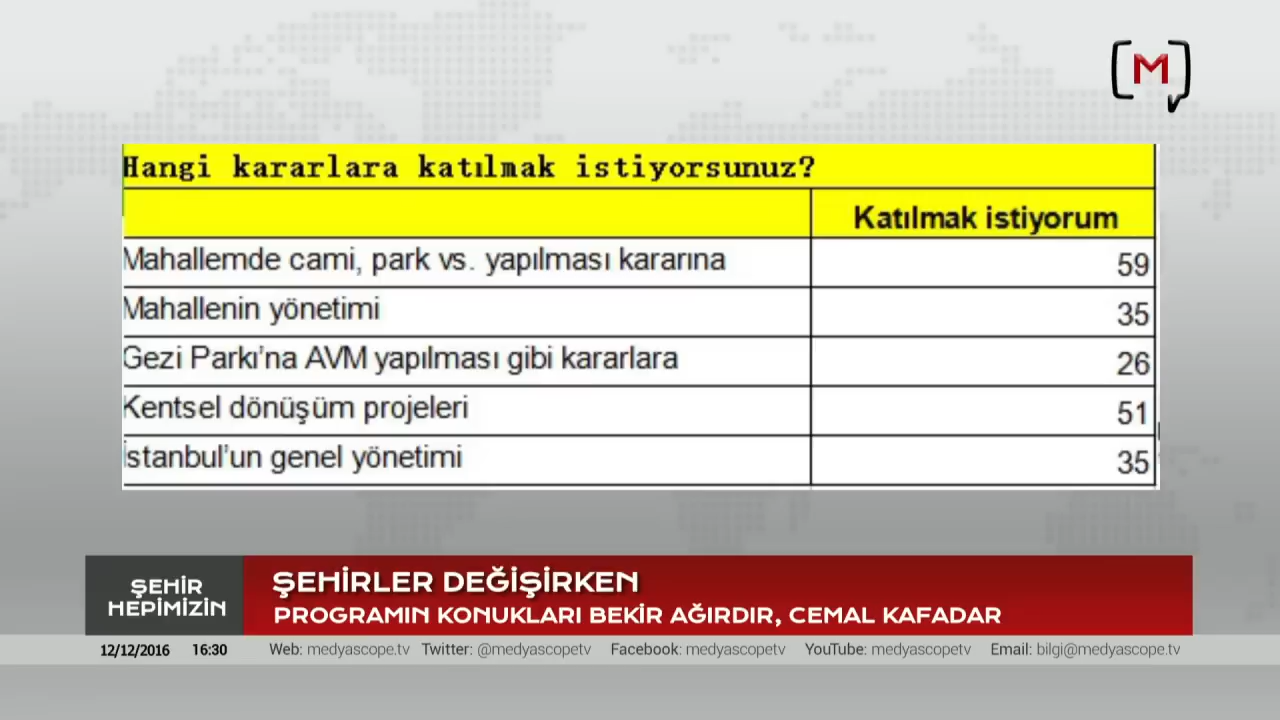 M
Hangi kararlara katılmak istiyorsunuz?
Katılmak istiyorum
Mahallemde cami, park vs. yapılması kararına 59
Mahallenin yönetimi 35
Gezi Parkı'na AVM yapılması gibi kararlara 26
Kentsel dönüşüm projeleri 51
İstanbul'un genel yönetimi 35
ŞEHİR
HEPİMİZİN
ŞEHİRLER DEĞİŞİRKEN
PROGRAMIN KONUKLARI BEKİR AĞIRDIR, CEMAL KAFADAR
12/12/2016 16:30 Web: medyascope.tv Twitter: @medyascopetv Facebook: medyascopetv YouTube: medyascopetv Email: bilgi@medyascope.tv